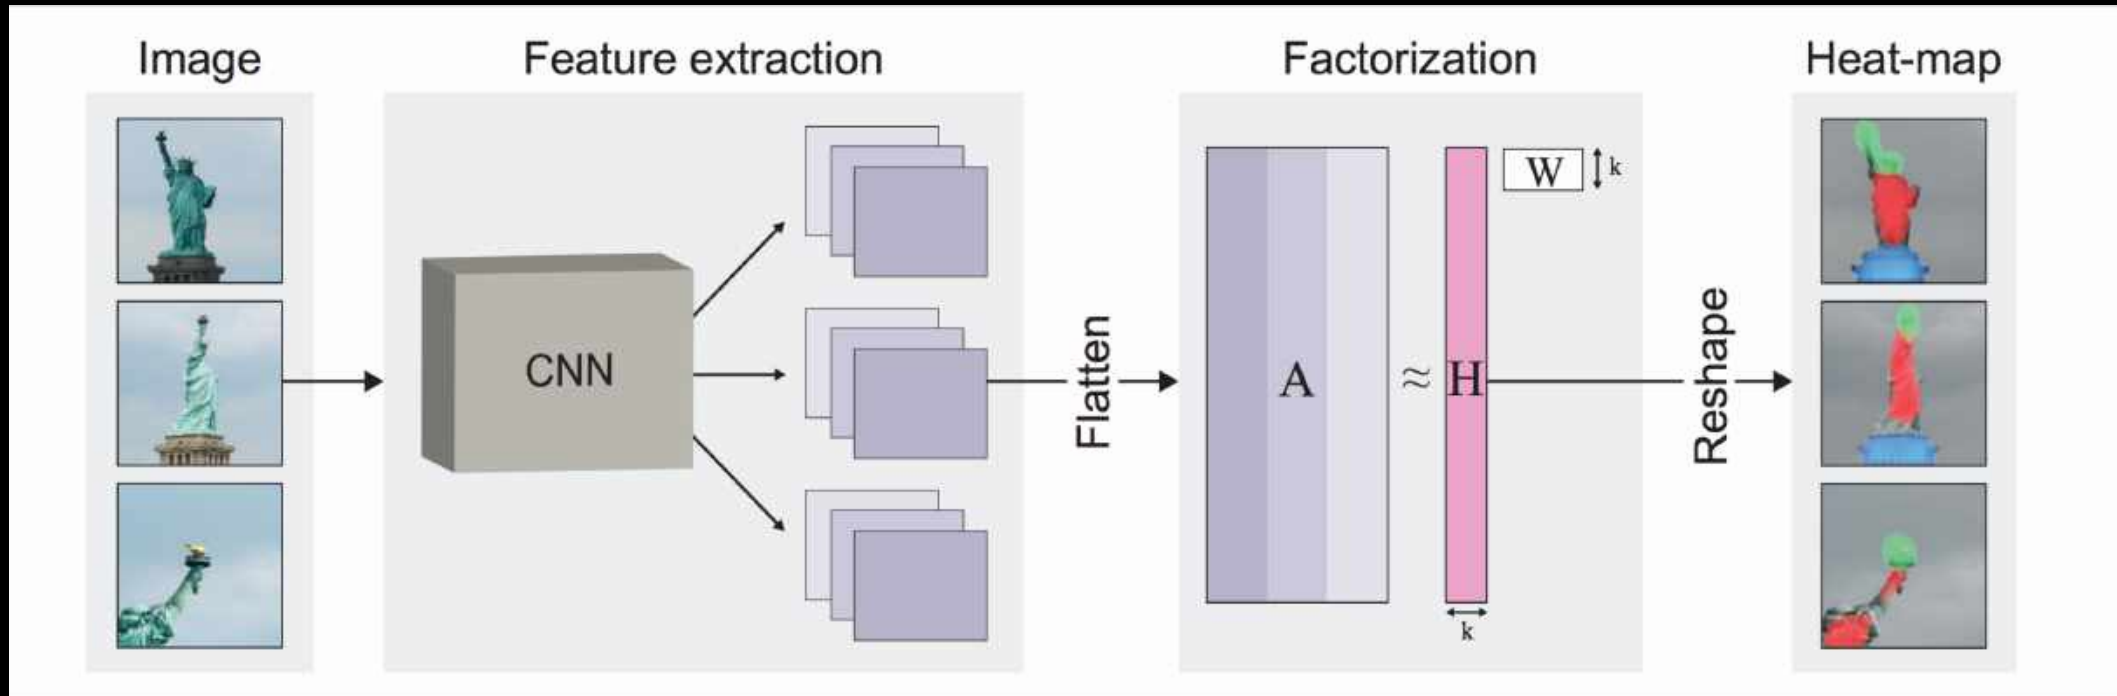 Image
Feature extraction
Factorization
Heat-map
CNN
Flatten
A
≈
H
W
k
k
Reshape